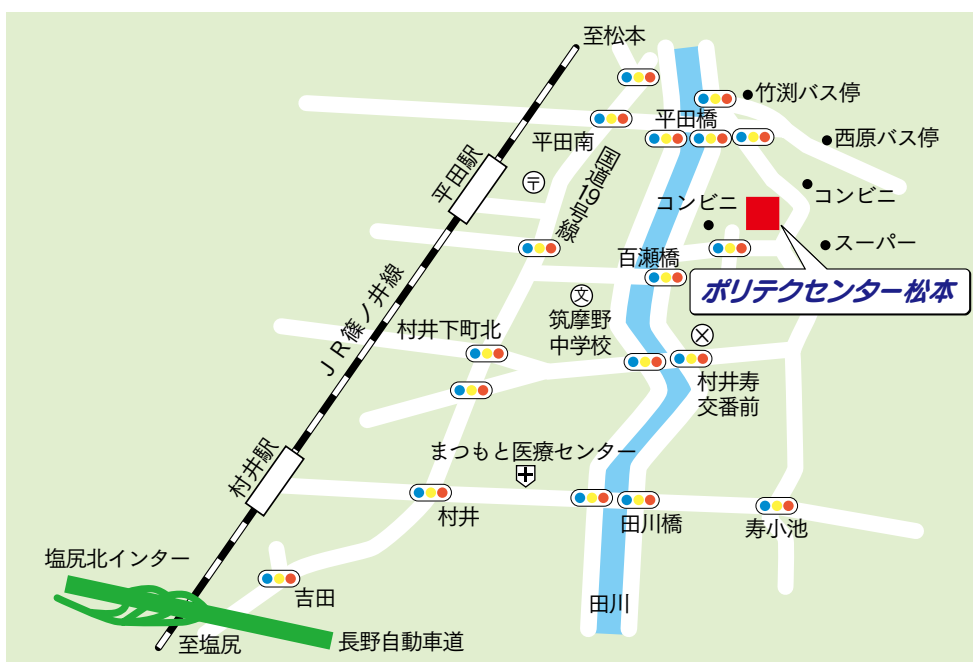 至松本
竹渕バス停
平田橋
平田南
西原バス停
平田駅
〒
国道19号線
コンビニ
コンビニ
スーパー
百瀬橋
ポリテクセンター松本
JR篠ノ井線
文
筑摩野
中学校
村井下町北
村井寿
交番前
村井駅
まつもと医療センター
村井
田川橋
寿小池
塩尻北インター
吉田
田川
至塩尻
長野自動車道